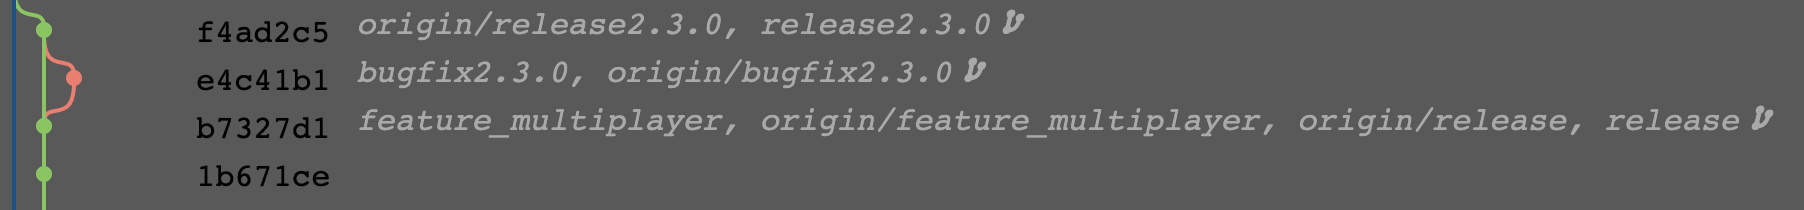 f4ad2c5 origin/release2.3.0, release2.3.0
e4c41b1 bugfix2.3.0, origin/bugfix2.3.0
b7327d1 feature_multiplayer, origin/feature_multiplayer, origin/release, release
1b671ce